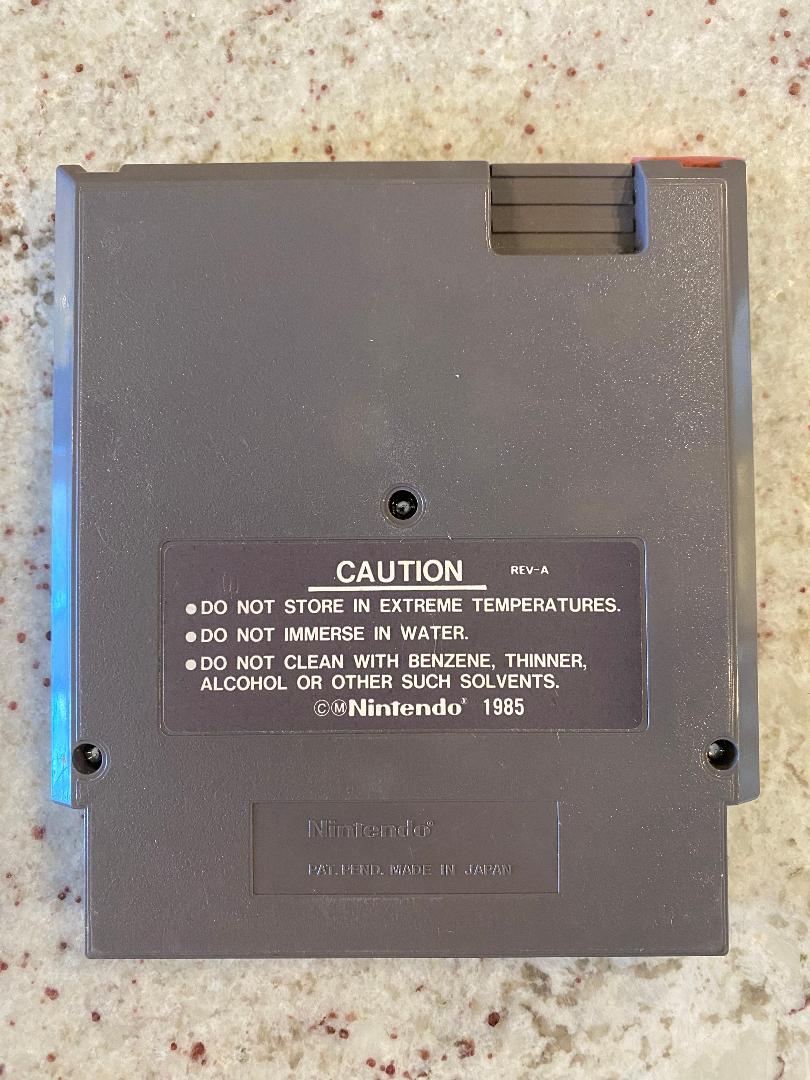 CAUTION REV-A
●DO NOT STORE IN EXTREME TEMPERATURES.
●DO NOT IMMERSE IN WATER.
●DO NOT CLEAN WITH BENZENE, THINNER,
ALCOHOL OR OTHER SUCH SOLVENTS.
©ⓂNintendo® 1985
Nintendo®
PAT. PEND. MADE IN JAPAN